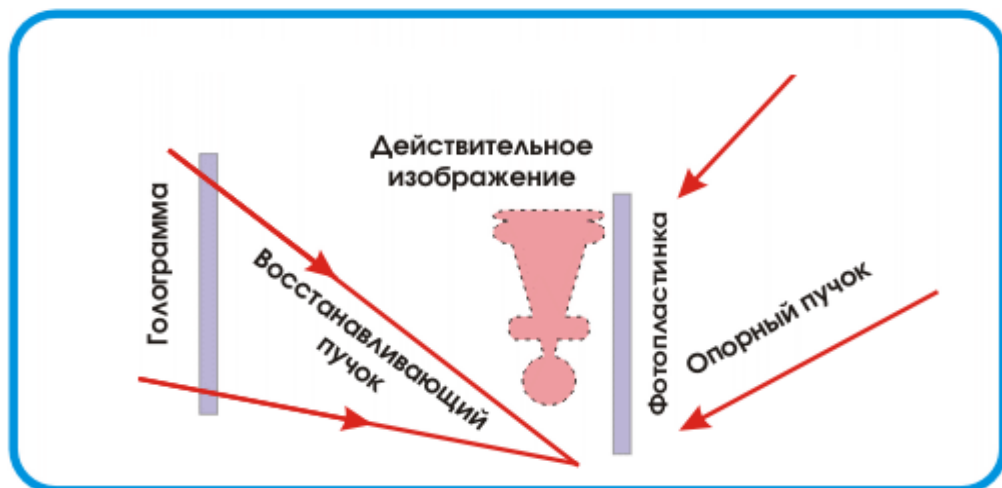 Голограмма
Восстанавливающий
пучок
Действительное
изображение
Фотопластинка
Опорный пучок